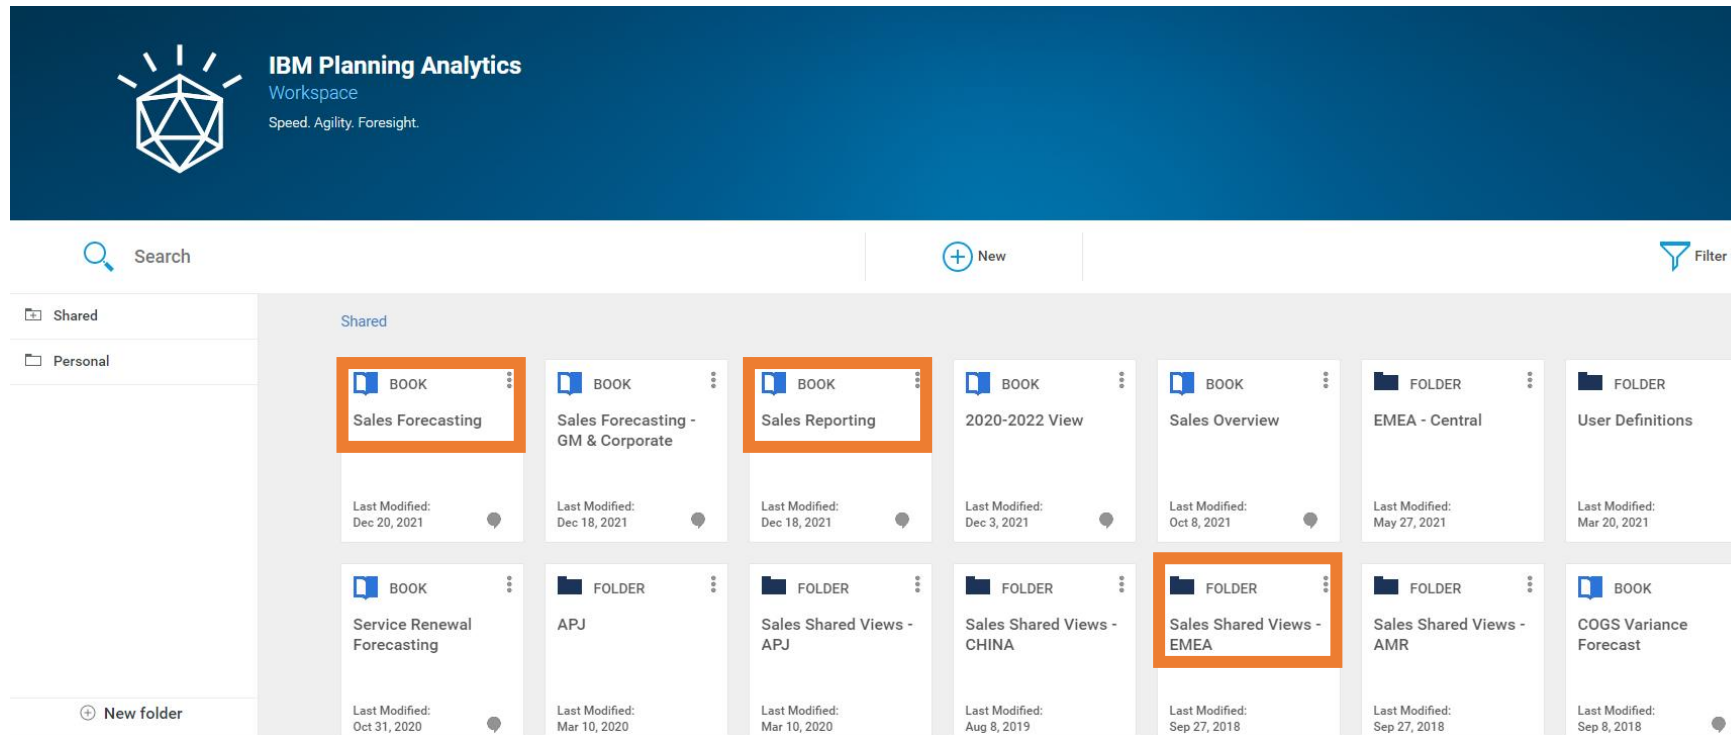 IBM Planning Analytics
Workspace
Speed. Agility. Foresight.
Search
New
Filter
Shared
Personal
New folder
Shared
BOOK
Sales Forecasting
Last Modified:
Dec 20, 2021
BOOK
Sales Forecasting -
GM & Corporate
Last Modified:
Dec 18, 2021
BOOK
Sales Reporting
Last Modified:
Dec 18, 2021
BOOK
2020-2022 View
Last Modified:
Dec 3, 2021
BOOK
Sales Overview
Last Modified:
Oct 8, 2021
FOLDER
EMEA - Central
Last Modified:
May 27, 2021
FOLDER
User Definitions
Last Modified:
Mar 20, 2021
BOOK
Service Renewal
Forecasting
Last Modified:
Oct 31, 2020
FOLDER
APJ
Last Modified:
Mar 10, 2020
FOLDER
Sales Shared Views -
APJ
Last Modified:
Mar 10, 2020
FOLDER
Sales Shared Views -
CHINA
Last Modified:
Aug 8, 2019
FOLDER
Sales Shared Views -
EMEA
Last Modified:
Sep 27, 2018
FOLDER
Sales Shared Views -
AMR
Last Modified:
Sep 27, 2018
BOOK
COGS Variance
Forecast
Last Modified:
Sep 8, 2018